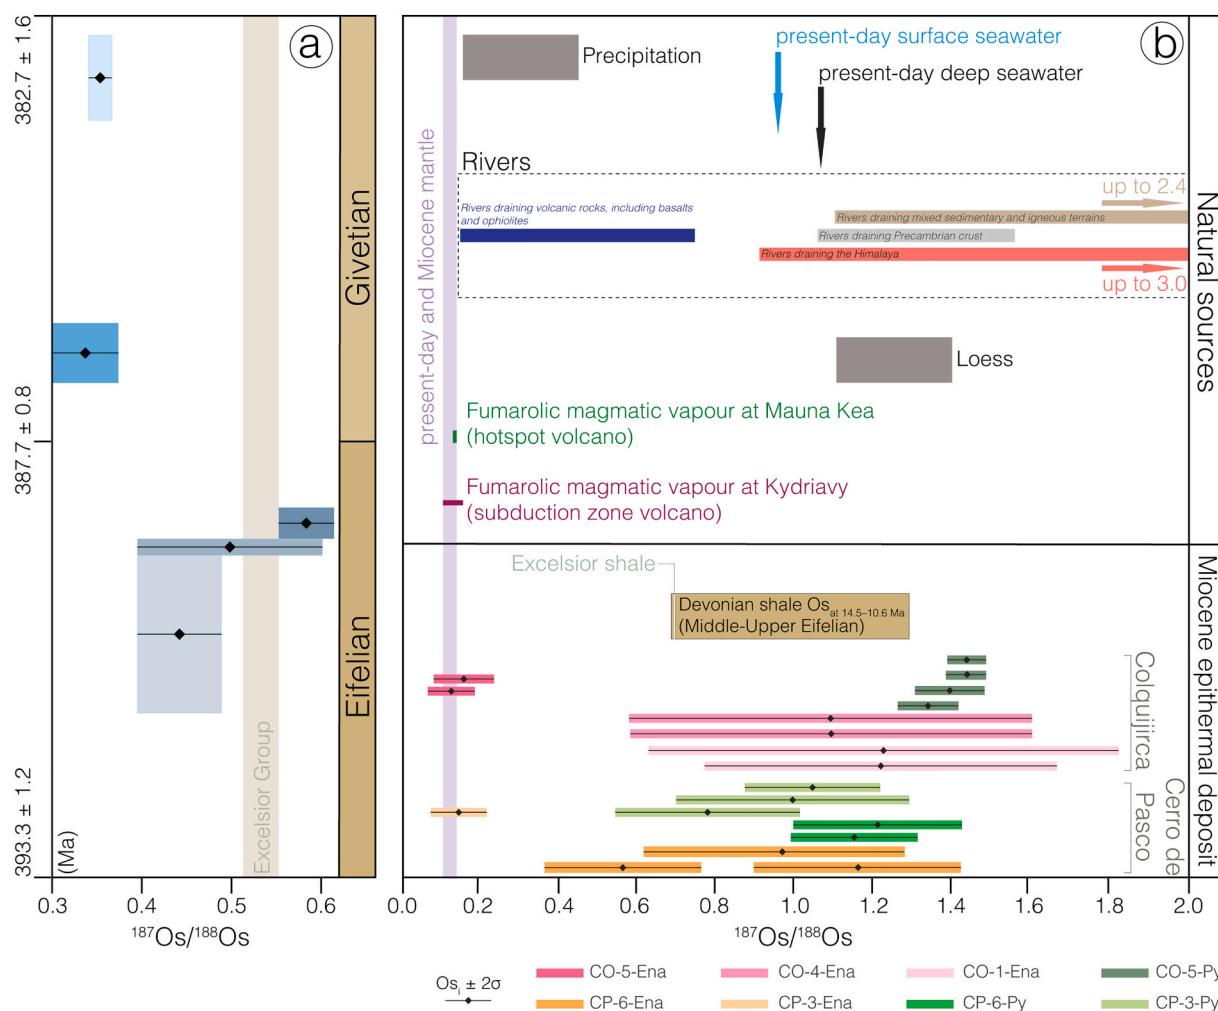 a
382.7 ± 1.6
387.7 ± 0.8
393.3 ± 1.2
(Ma)
Givetian
Eifelian
Excelsior Group
0.3
0.4
0.5
0.6
187Os/188Os
b
Precipitation
present-day surface seawater
present-day deep seawater
present-day and Miocene mantle
Rivers
up to 2.4
Rivers draining volcanic rocks, including basalts
and ophiolites
Rivers draining mixed sedimentary and igneous terrains
Rivers draining Precambrian crust
Rivers draining the Himalaya
up to 3.0
Loess
Fumarolic magmatic vapour at Mauna Kea
(hotspot volcano)
Fumarolic magmatic vapour at Kydriavy
(subduction zone volcano)
Natural sources
Excelsior shale
Devonian shale Os at 14.5–10.6 Ma
(Middle-Upper Eifelian)
Colquijirca
Cerro de
Pasco
Miocene epithermal deposit
0.0
0.2
0.4
0.6
0.8
1.0
1.2
1.4
1.6
1.8
2.0
187Os/188Os
Osi ± 2σ
CO-5-Ena
CO-4-Ena
CO-1-Ena
CO-5-Py
CP-6-Ena
CP-3-Ena
CP-6-Py
CP-3-Py